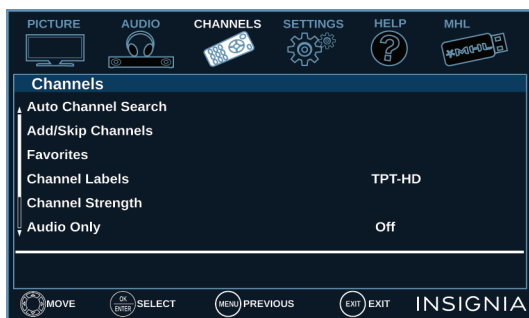 PICTURE AUDIO CHANNELS SETTINGS HELP MHL
?
MHL
Channels
Auto Channel Search
Add/Skip Channels
Favorites
Channel Labels TPT-HD
Channel Strength
Audio Only Off
MOVE OK ENTER SELECT MENU PREVIOUS EXIT EXIT INSIGNIA